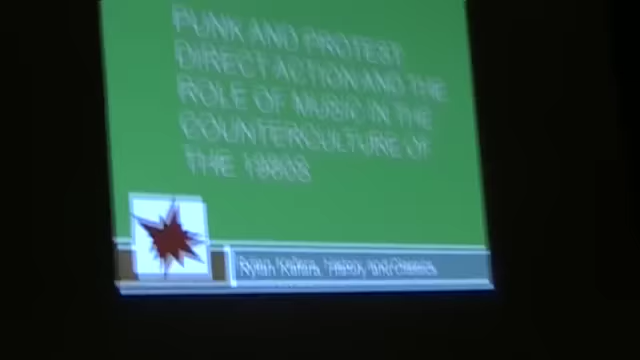 PUNK AND PROTEST
DIRECT ACTION AND THE
ROLE OF MUSIC IN THE
COUNTERCULTURE OF
THE 1980S
Rylan Kafara, History and Classics